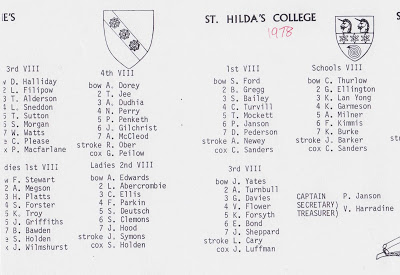 E'S
3rd VIII
w D. Halliday
2 L. Filipow
3 T. Alderson
4 L. Sneddon
5 T. Sutton
6 S. Morgan
7 W. Watts
e C. Please
x P. Macfarlane
adies 1st VIII
w F. Stewart
2 A. Megson
3 H. Platts
4 S. Forster
5 K. Troy
6 J. Griffiths
7 B. Bawden
e S. Holden
x J. Wilmshurst
4th VIII
bow A. Dorey
2 T. Jee
3 A. Dudhia
4 N. Perry
5 P. Penketh
6 J. Gilchrist
7 A. McCleod
stroke R. Ober
cox G. Peilow
Ladies 2nd VIII
bow A. Edwards
2 L. Abercrombie
3 C. Ellis
4 F. Parkin
5 S. Deutsch
6 S. Clemons
7 J. Hood
stroke J. Symons
cox S. Holden
ST. HILDA'S COLLEGE
1978
1st VIII
bow S. Ford
2 B. Gregg
3 S. Bailey
4 C. Turvill
5 T. Mockett
6 P. Janson
7 D. Pederson
stroke A. Newey
cox C. Sanders
3rd VIII
bow J. Yates
2 A. Turnbull
3 G. Davies
4 V. Flower
5 K. Forsyth
6 E. Bond
7 J. Sheppard
stroke L. Cary
cox J. Luffman
Schools VIII
bow C. Thurlow
2 G. Ellington
3 K. Lan Yong
4 K. Garmeson
5 A. Milner
6 F. Kimmis
7 K. Burke
stroke J. Barker
cox C. Sanders
CAPTAIN P. Janson
SECRETARY)
TREASURER) V. Harradine
S
stro